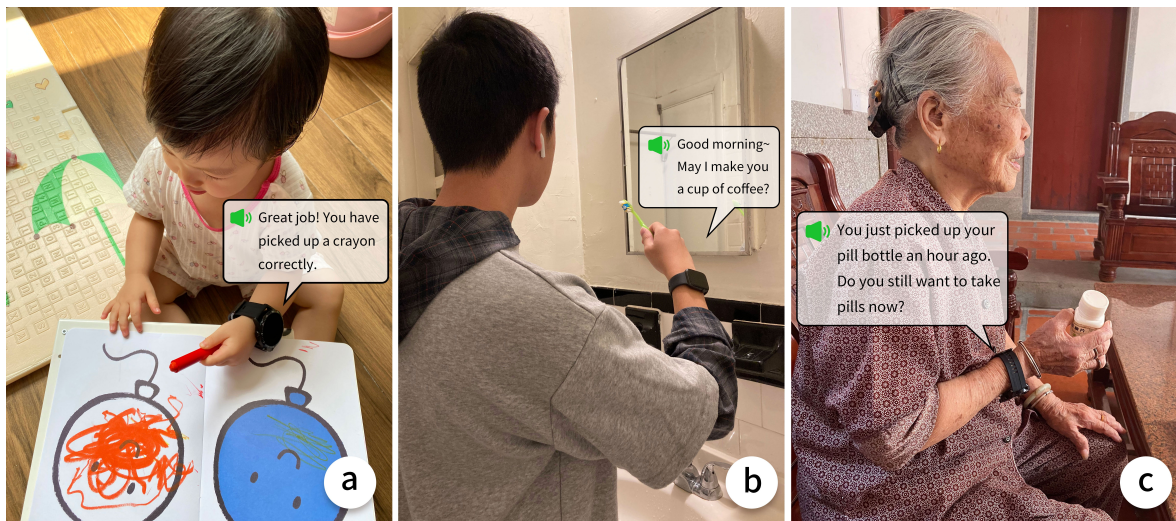 Great job! You have
picked up a crayon
correctly.
a
Good morning~
May I make you
a cup of coffee?
b
You just picked up your
pill bottle an hour ago.
Do you still want to take
pills now?
c